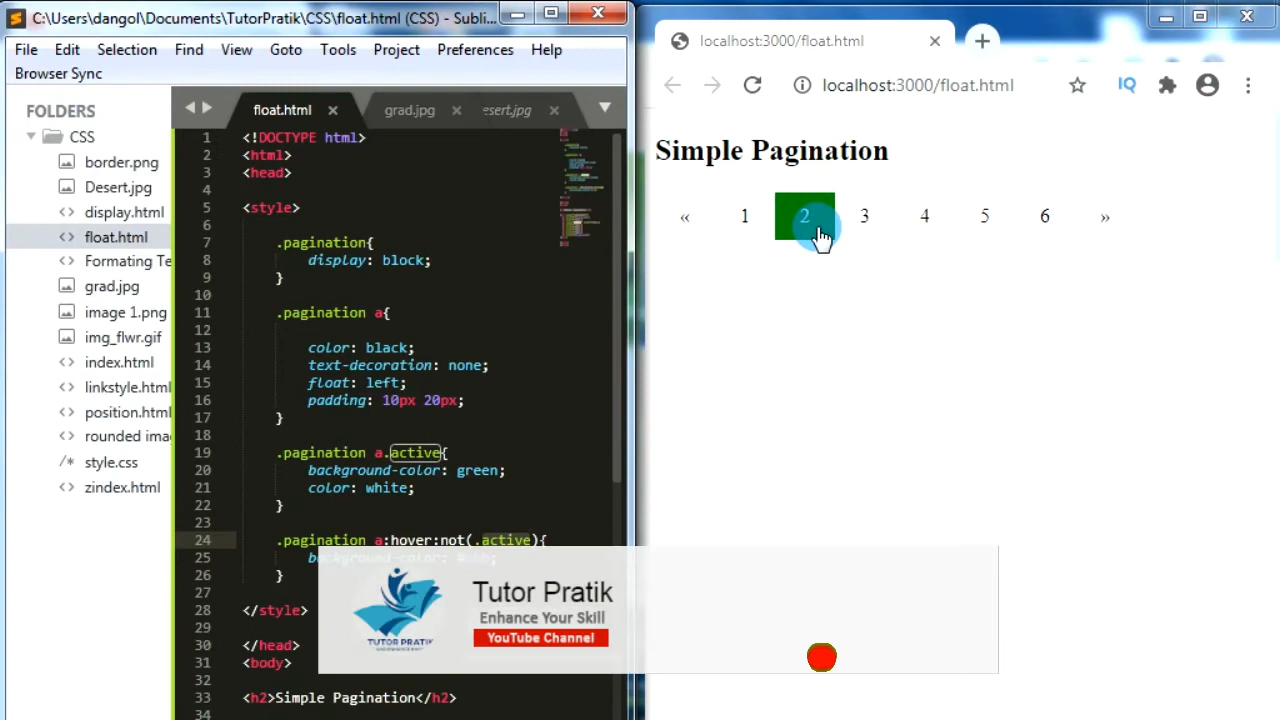 C:\Users\dangol\Documents\TutorPratik\CSS\float.html (CSS) - Subli...
File Edit Selection Find View Goto Tools Project Preferences Help
Browser Sync
FOLDERS
CSS
border.png
Desert.jpg
display.html
float.html
Formating Te
grad.jpg
image 1.png
img_flwr.gif
index.html
linkstyle.html
position.html
rounded ima
style.css
zindex.html
float.html grad.jpg esert.jpg
1 <!DOCTYPE html>
2 <html>
3 <head>
4
5 <style>
6
7 .pagination{
8 display: block;
9 }
10
11 .pagination a{
12
13 color: black;
14 text-decoration: none;
15 float: left;
16 padding: 10px 20px;
17 }
18
19 .pagination a.active{
20 background-color: green;
21 color: white;
22 }
23
24 .pagination a:hover:not(.active){
25 background-color:
26 }
27
28 </style>
29
30 </head>
31 <body>
32
33 <h2>Simple Pagination</h2>
34
localhost:3000/float.html
localhost:3000/float.html
IQ
Simple Pagination
« 1 2 3 4 5 6 »
TUTOR PRATIK
Tutor Pratik
Enhance Your Skill
YouTube Channel